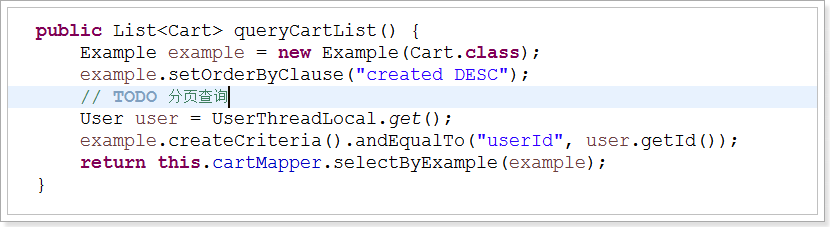 public List<Cart> queryCartList() {
    Example example = new Example(Cart.class);
    example.setOrderByClause("created DESC");
    // TODO 分页查询
    User user = UserThreadLocal.get();
    example.createCriteria().andEqualTo("userId", user.getId());
    return this.cartMapper.selectByExample(example);
}